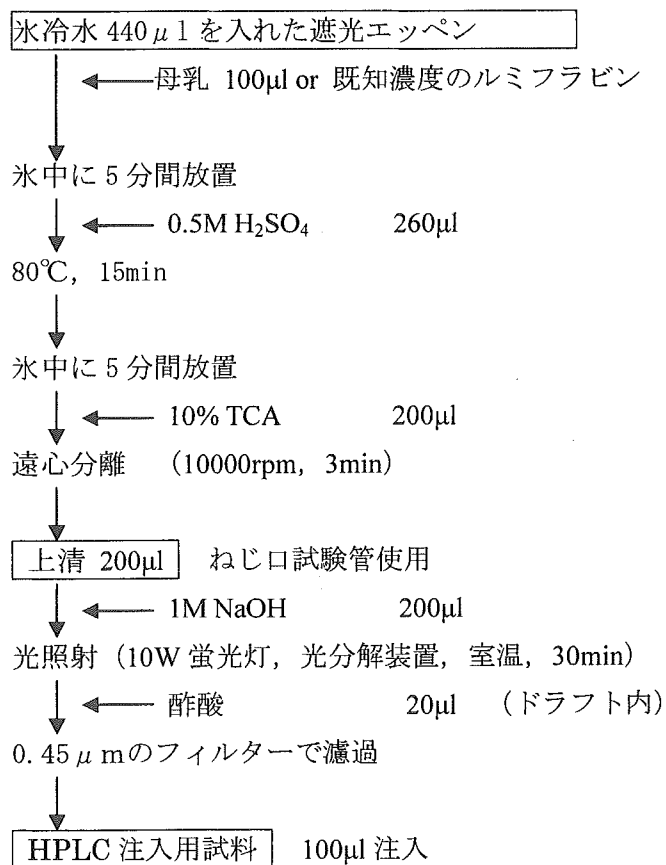 氷冷水 440μl を入れた遮光エッペン
母乳 100μl or 既知濃度のルミフラビン
氷中に 5 分間放置
0.5M H₂SO₄ 260μl
80℃, 15min
氷中に 5 分間放置
10% TCA 200μl
遠心分離 (10000rpm, 3min)
上清 200μl ねじ口試験管使用
1M NaOH 200μl
光照射 (10W 蛍光灯, 光分解装置, 室温, 30min)
酢酸 20μl (ドラフト内)
0.45μmのフィルターで濾過
HPLC 注入用試料 100μl 注入